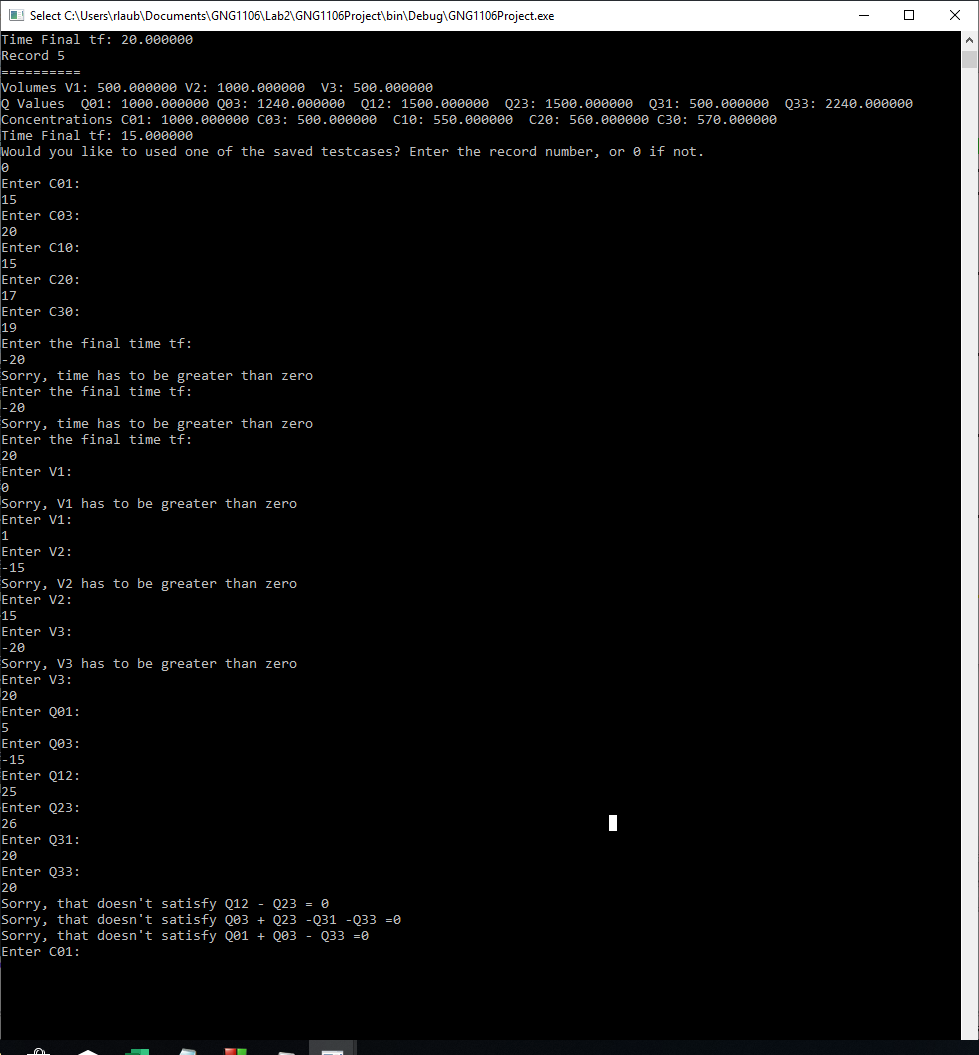 Select C:\Users\rlaub\Documents\GNG1106\Lab2\GNG1106Project\bin\Debug\GNG1106Project.exe
Time Final tf: 20.000000
Record 5
==========
Volumes V1: 500.000000 V2: 1000.000000  V3: 500.000000
Q Values  Q01: 1000.000000 Q03: 1240.000000  Q12: 1500.000000  Q23: 1500.000000  Q31: 500.000000  Q33: 2240.000000
Concentrations C01: 1000.000000 C03: 500.000000  C10: 550.000000  C20: 560.000000 C30: 570.000000
Time Final tf: 15.000000
Would you like to used one of the saved testcases? Enter the record number, or 0 if not.
0
Enter C01:
15
Enter C03:
20
Enter C10:
15
Enter C20:
17
Enter C30:
19
Enter the final time tf:
-20
Sorry, time has to be greater than zero
Enter the final time tf:
-20
Sorry, time has to be greater than zero
Enter the final time tf:
20
Enter V1:
0
Sorry, V1 has to be greater than zero
Enter V1:
1
Enter V2:
-15
Sorry, V2 has to be greater than zero
Enter V2:
15
Enter V3:
-20
Sorry, V3 has to be greater than zero
Enter V3:
20
Enter Q01:
5
Enter Q03:
-15
Enter Q12:
25
Enter Q23:
26
Enter Q31:
20
Enter Q33:
20
Sorry, that doesn't satisfy Q12 - Q23 = 0
Sorry, that doesn't satisfy Q03 + Q23 -Q31 -Q33 =0
Sorry, that doesn't satisfy Q01 + Q03 - Q33 =0
Enter C01: